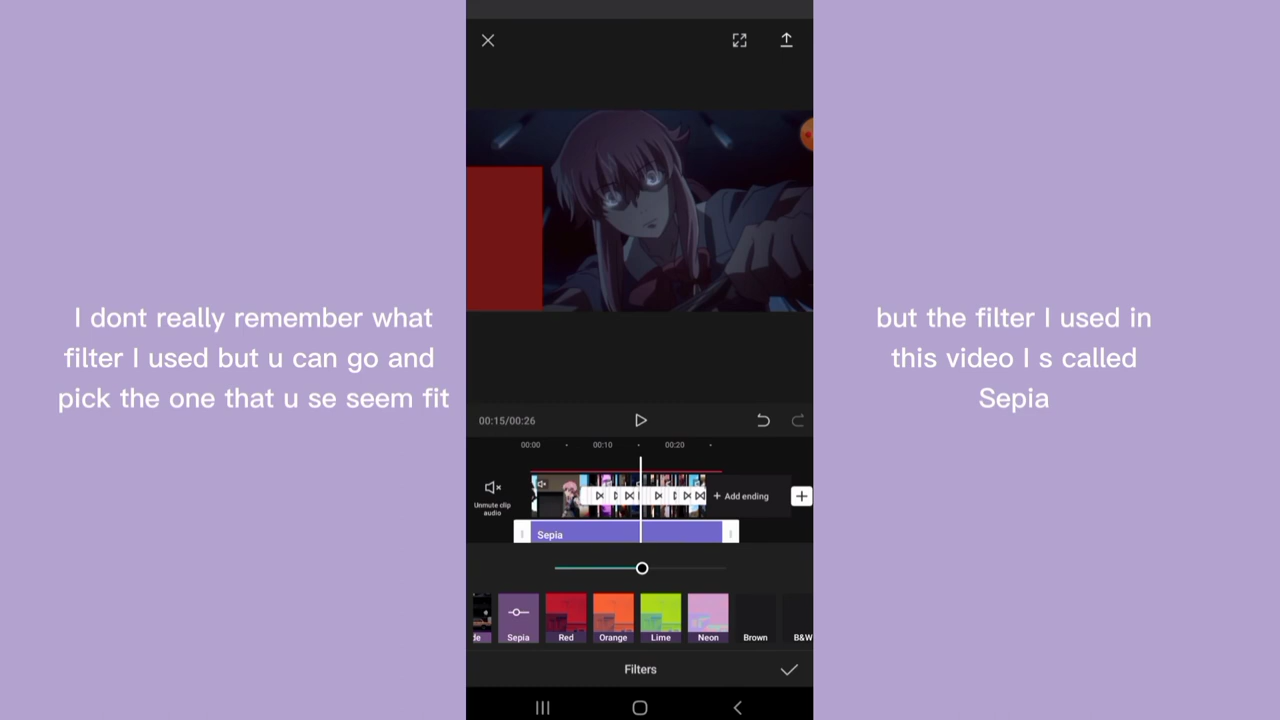 I dont really remember what
filter I used but u can go and
pick the one that u se seem fit
00:15/00:26
00:00
00:10
00:20
Unmute clip
audio
+ Add ending
Sepia
Sepia
Red
Orange
Lime
Neon
Brown
B&W
Filters
but the filter I used in
this video I s called
Sepia